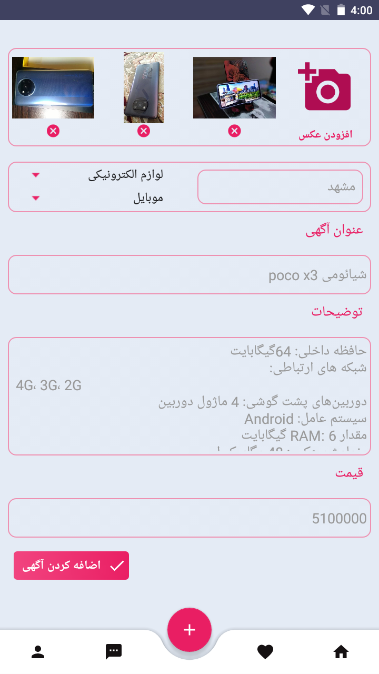 4:00
افزودن عکس
مشهد
لوازم الکترونیکی
موبایل
عنوان آگهی
شیائومی poco x3
توضیحات
حافظه داخلی: 64گیگابایت
شبکه های ارتباطی:
4G، 3G، 2G
دوربین‌های پشت گوشی: 4 ماژول دوربین
سیستم عامل: Android
مقدار RAM: 6 گیگابایت
قیمت
5100000
اضافه کردن آگهی